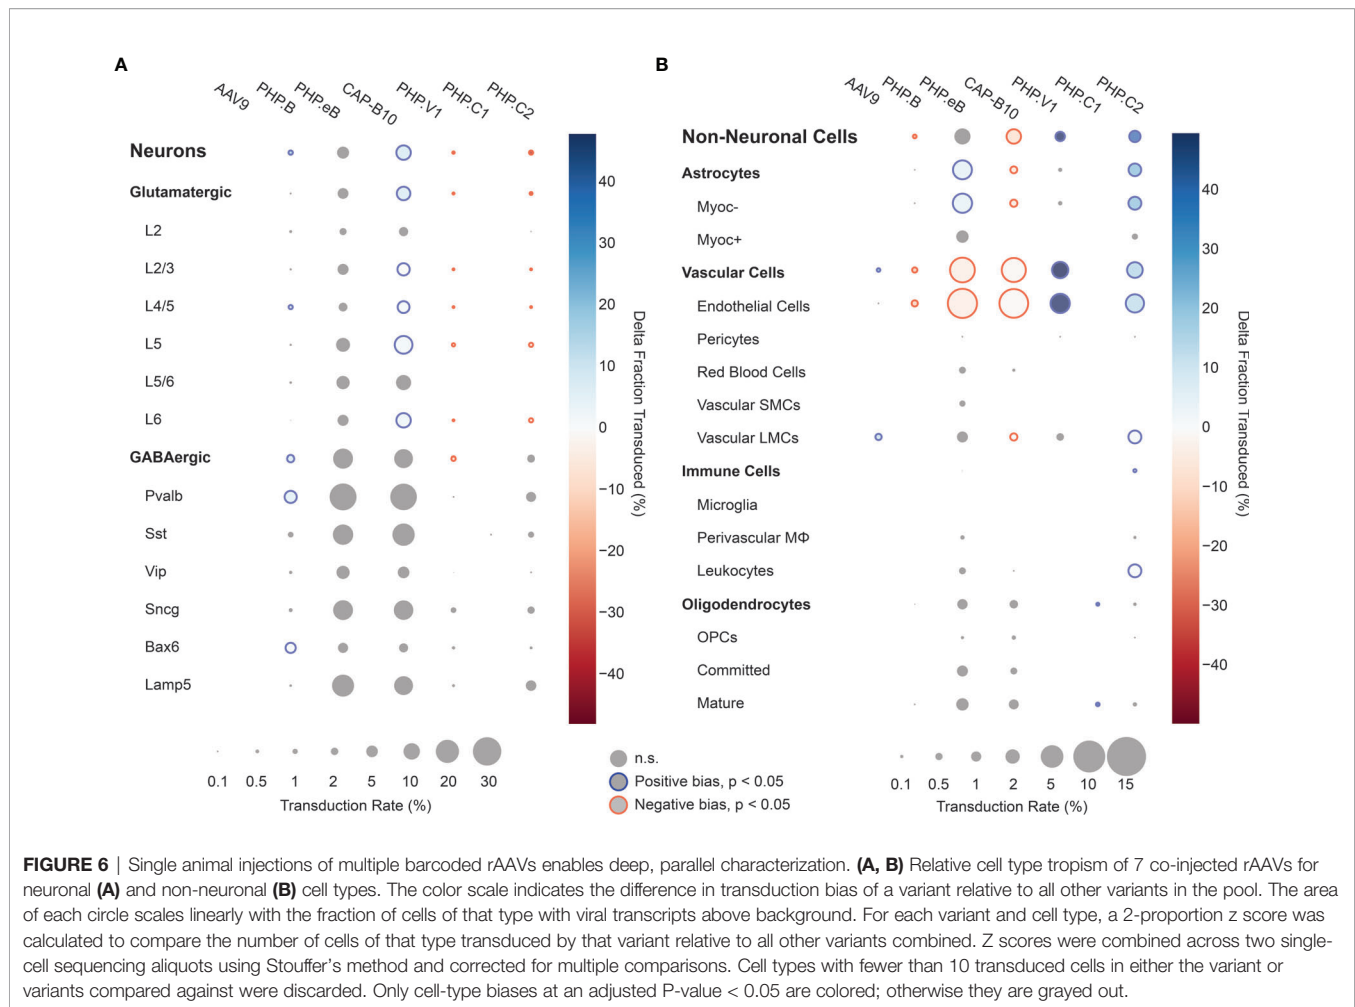 A
AAV9 PHP.B PHP.eB CAP-B10 PHP.V1 PHP.C1 PHP.C2
Neurons
Glutamatergic
L2
L2/3
L4/5
L5
L5/6
L6
GABAergic
Pvalb
Sst
Vip
Sncg
Bax6
Lamp5
40
30
20
10
0
−10
−20
−30
−40
Delta Fraction Transduced (%)
0.1 0.5 1 2 5 10 20 30
Transduction Rate (%)
B
AAV9 PHP.B PHP.eB CAP-B10 PHP.V1 PHP.C1 PHP.C2
Non-Neuronal Cells
Astrocytes
Myoc-
Myoc+
Vascular Cells
Endothelial Cells
Pericytes
Red Blood Cells
Vascular SMCs
Vascular LMCs
Immune Cells
Microglia
Perivascular MΦ
Leukocytes
Oligodendrocytes
OPCs
Committed
Mature
40
30
20
10
0
−10
−20
−30
−40
Delta Fraction Transduced (%)
n.s.
Positive bias, p < 0.05
Negative bias, p < 0.05
0.1 0.5 1 2 5 10 15
Transduction Rate (%)
FIGURE 6 | Single animal injections of multiple barcoded rAAVs enables deep, parallel characterization. (A, B) Relative cell type tropism of 7 co-injected rAAVs for
neuronal (A) and non-neuronal (B) cell types. The color scale indicates the difference in transduction bias of a variant relative to all other variants in the pool. The area
of each circle scales linearly with the fraction of cells of that type with viral transcripts above background. For each variant and cell type, a 2-proportion z score was
calculated to compare the number of cells of that type transduced by that variant relative to all other variants combined. Z scores were combined across two single-
cell sequencing aliquots using Stouffer's method and corrected for multiple comparisons. Cell types with fewer than 10 transduced cells in either the variant or
variants compared against were discarded. Only cell-type biases at an adjusted P-value < 0.05 are colored; otherwise they are grayed out.